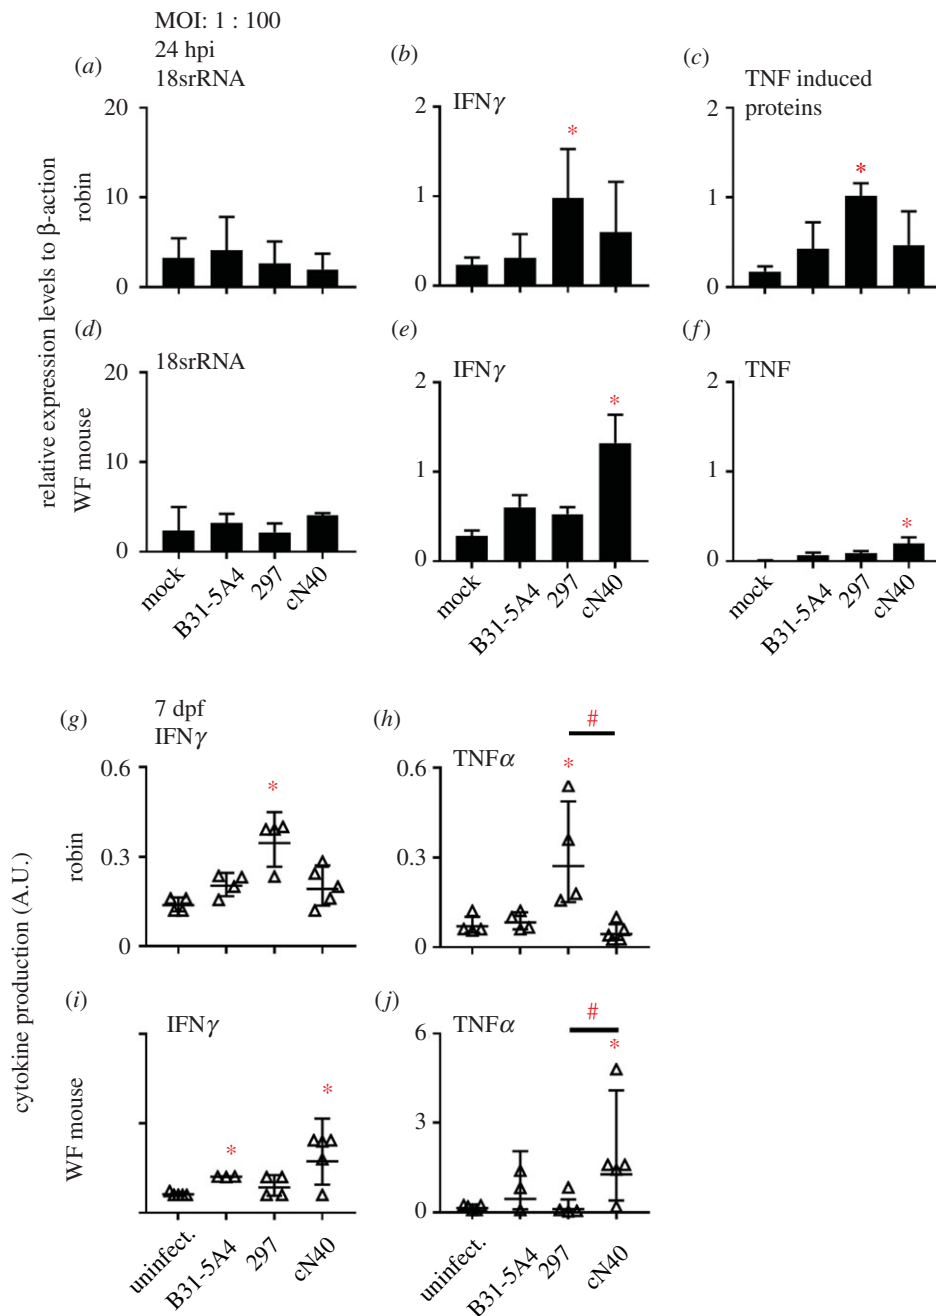 MOI: 1 : 100
24 hpi
(a) 18srRNA
(b) IFNγ
(c) TNF induced
proteins
20
10
0
2
1
0
2
1
0
*
*
robin
relative expression levels to β-action
(d) 18srRNA
(e) IFNγ
(f) TNF
20
10
0
2
1
0
2
1
0
*
*
WF mouse
mock
B31-5A4
297
cN40
mock
B31-5A4
297
cN40
mock
B31-5A4
297
cN40
(g) 7 dpf
IFNγ
(h) TNFα
#
*
*
0.6
0.3
0
0.6
0.3
0
robin
cytokine production (A.U.)
(i) IFNγ
(j) TNFα
#
*
*
*
6
3
0
WF mouse
uninfect.
B31-5A4
297
cN40
uninfect.
B31-5A4
297
cN40